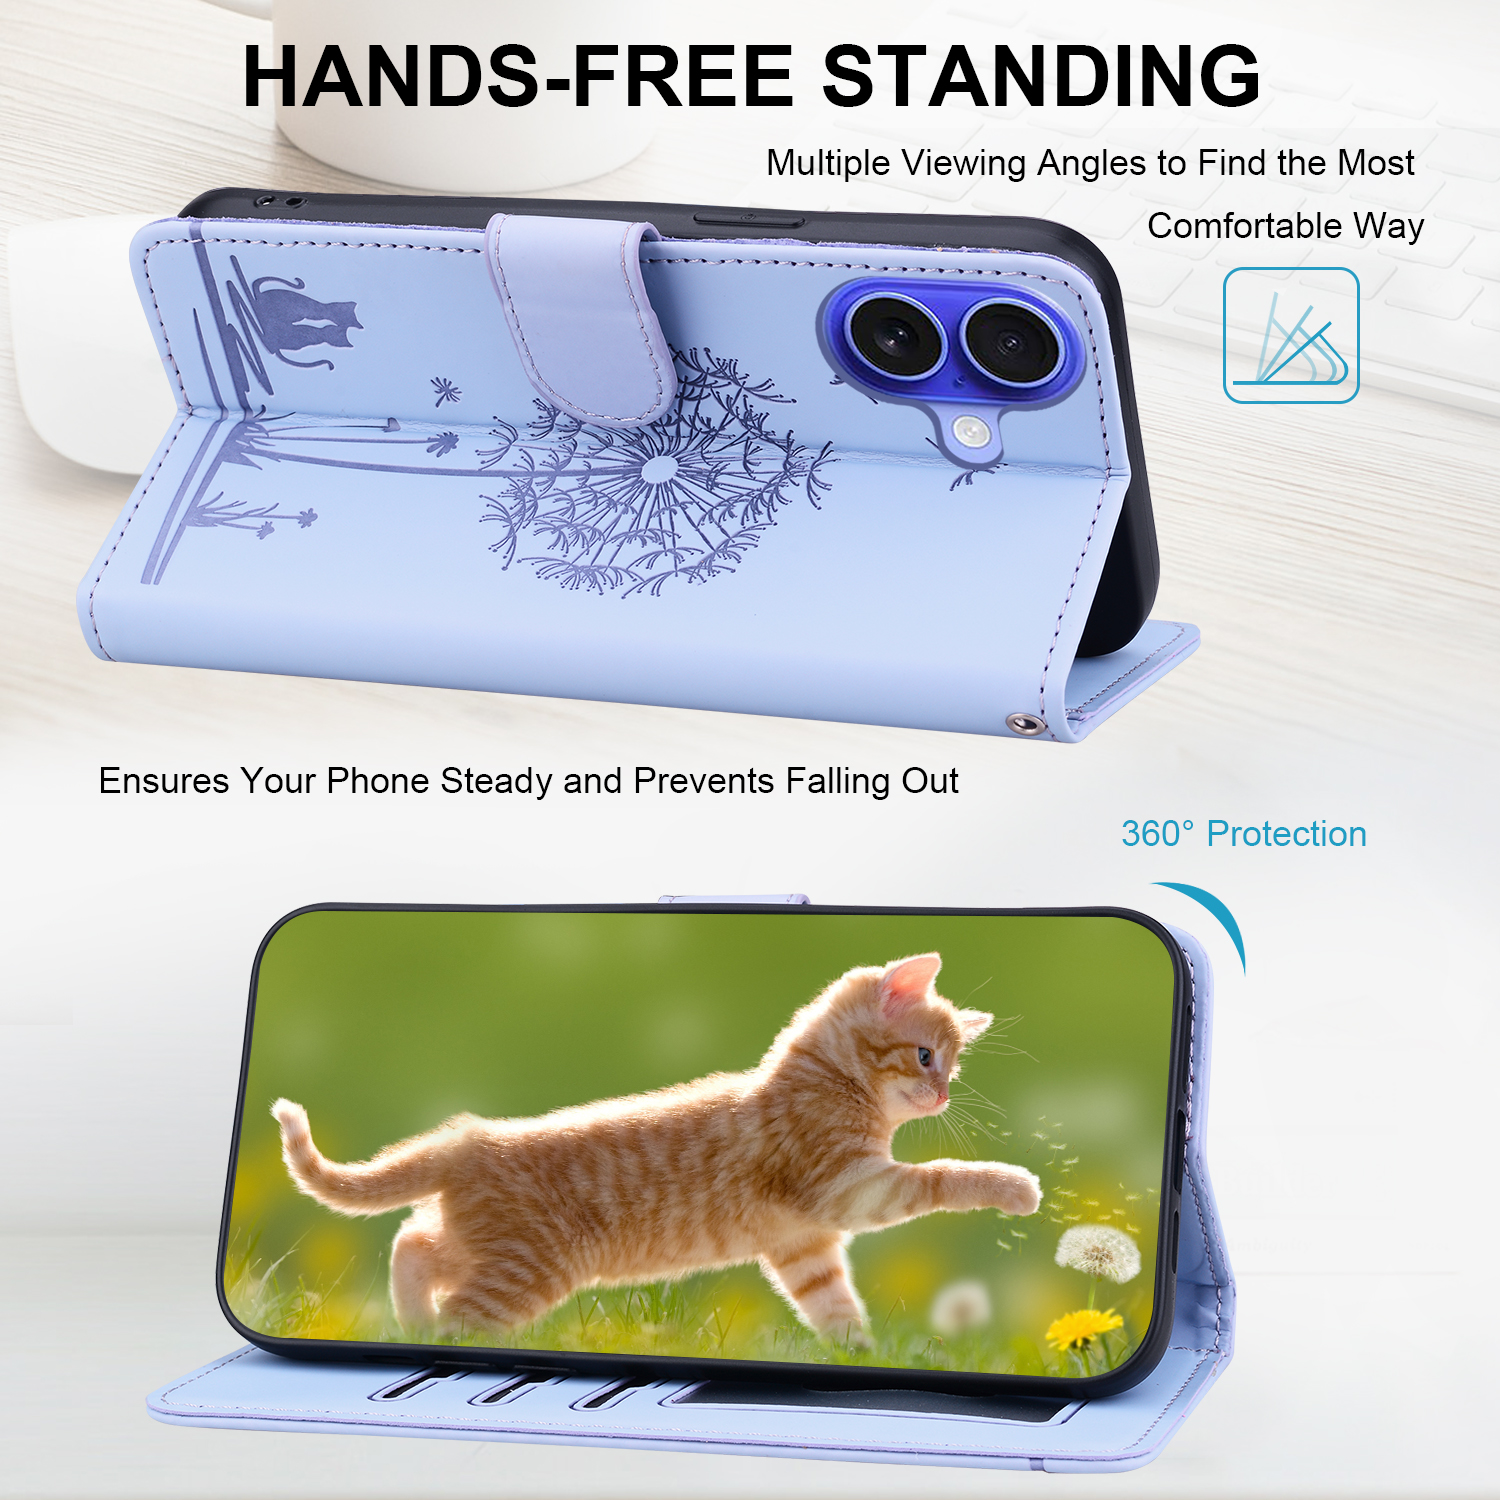 HANDS-FREE STANDING
Multiple Viewing Angles to Find the Most
Comfortable Way
Ensures Your Phone Steady and Prevents Falling Out
360° Protection